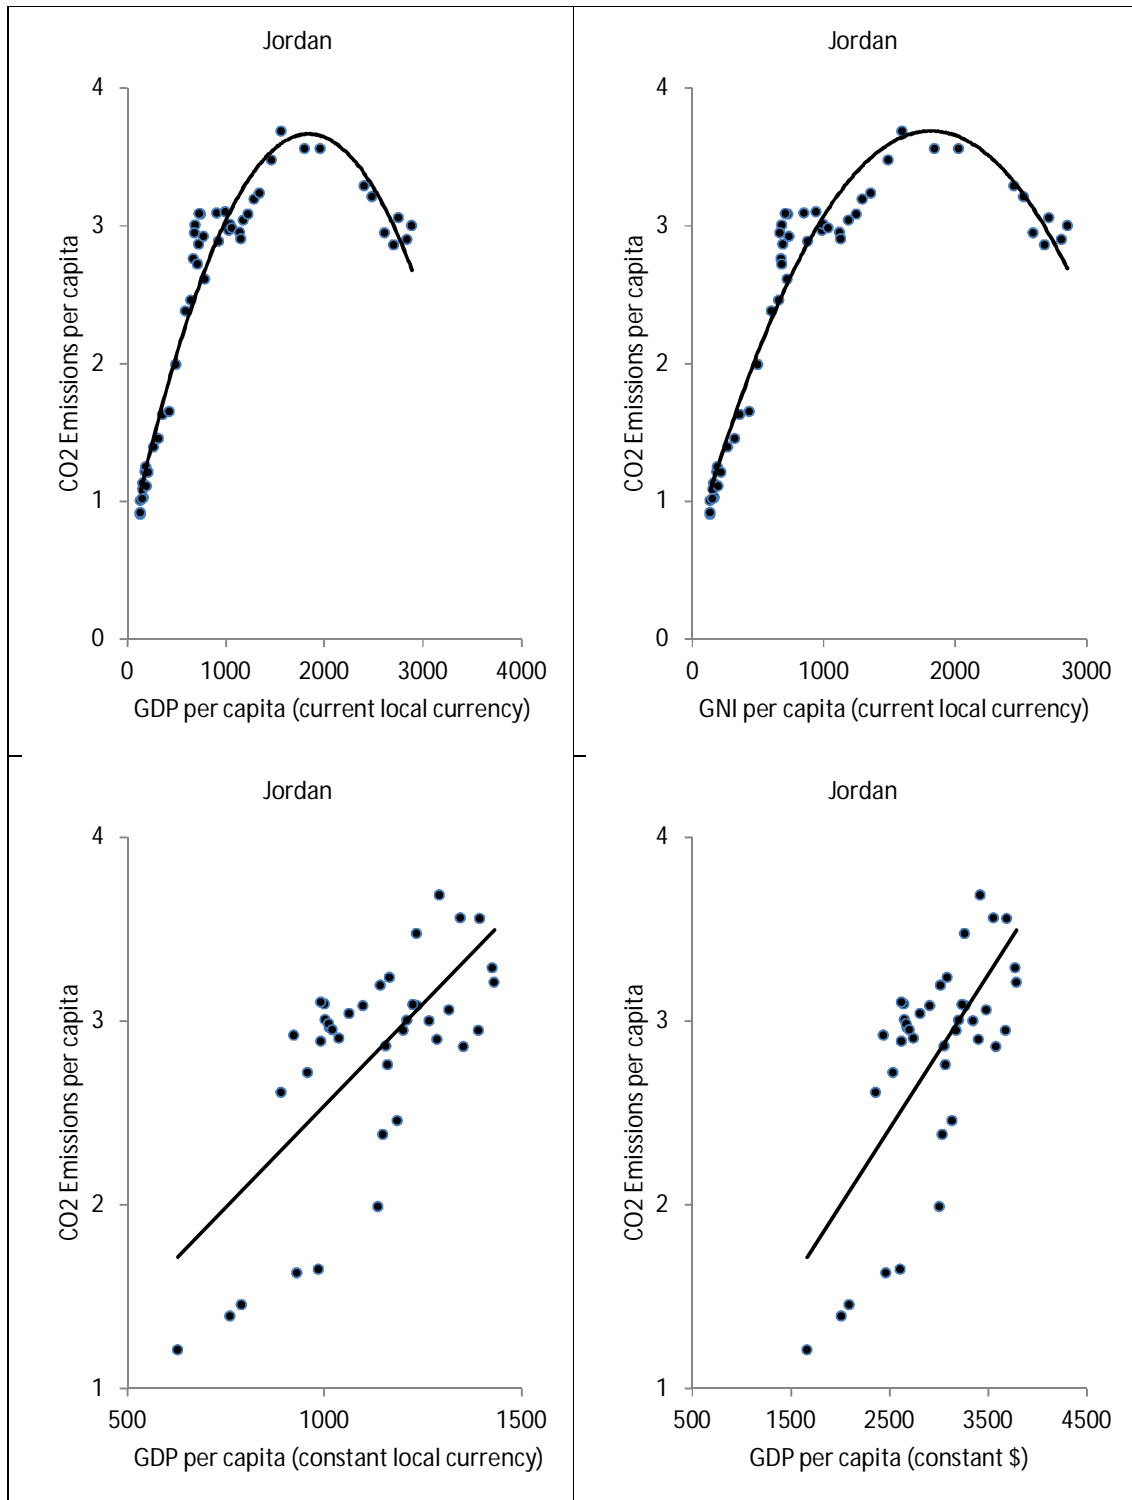 Jordan
4
3
2
1
0
0 1000 2000 3000 4000
CO2 Emissions per capita
GDP per capita (current local currency)
Jordan
4
3
2
1
0
0 1000 2000 3000
CO2 Emissions per capita
GNI per capita (current local currency)
Jordan
4
3
2
1
500 1000 1500
CO2 Emissions per capita
GDP per capita (constant local currency)
Jordan
4
3
2
1
500 1500 2500 3500 4500
CO2 Emissions per capita
GDP per capita (constant $)